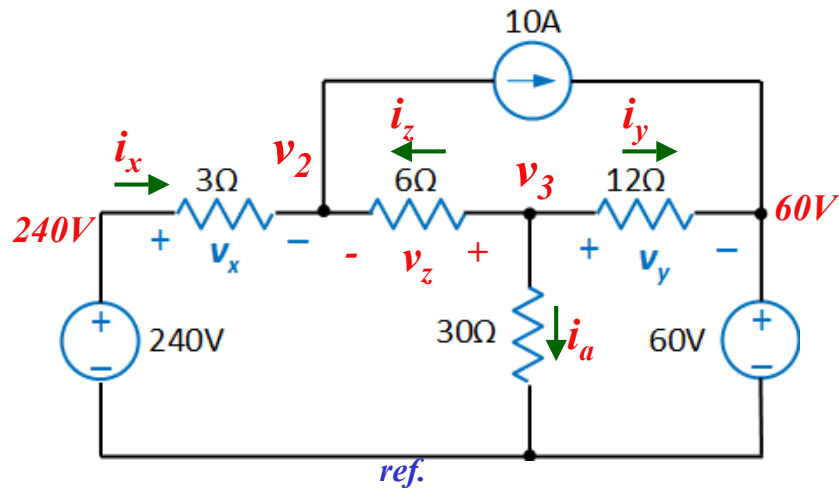 10A
i_x
v_2
i_z
v_3
i_y
3Ω
6Ω
12Ω
240V
60V
+ v_x −
- v_z +
+ v_y −
+
−
240V
30Ω
i_a
60V
+
−
ref.